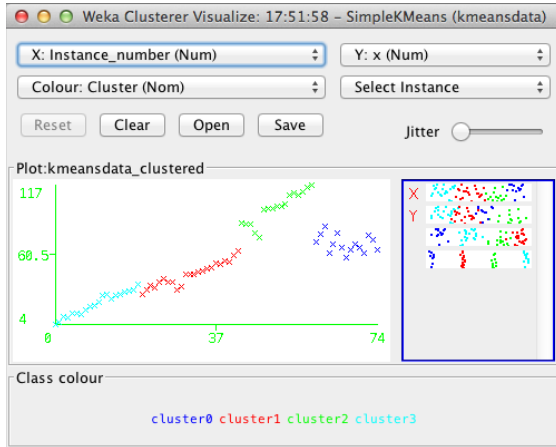 Weka Clusterer Visualize: 17:51:58 – SimpleKMeans (kmeansdata)
X: Instance_number (Num)
Y: x (Num)
Colour: Cluster (Nom)
Select Instance
Reset
Clear
Open
Save
Jitter
Plot:kmeansdata_clustered
117
60.5
4
0
37
74
X
Y
Class colour
cluster0 cluster1 cluster2 cluster3